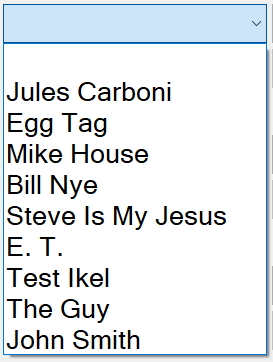 Jules Carboni
Egg Tag
Mike House
Bill Nye
Steve Is My Jesus
E. T.
Test Ikel
The Guy
John Smith